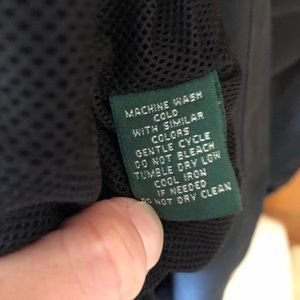 MACHINE WASH
COLD
WITH SIMILAR
COLORS
GENTLE CYCLE
DO NOT BLEACH
TUMBLE DRY LOW
COOL IRON
IF NEEDED
DO NOT DRY CLEAN